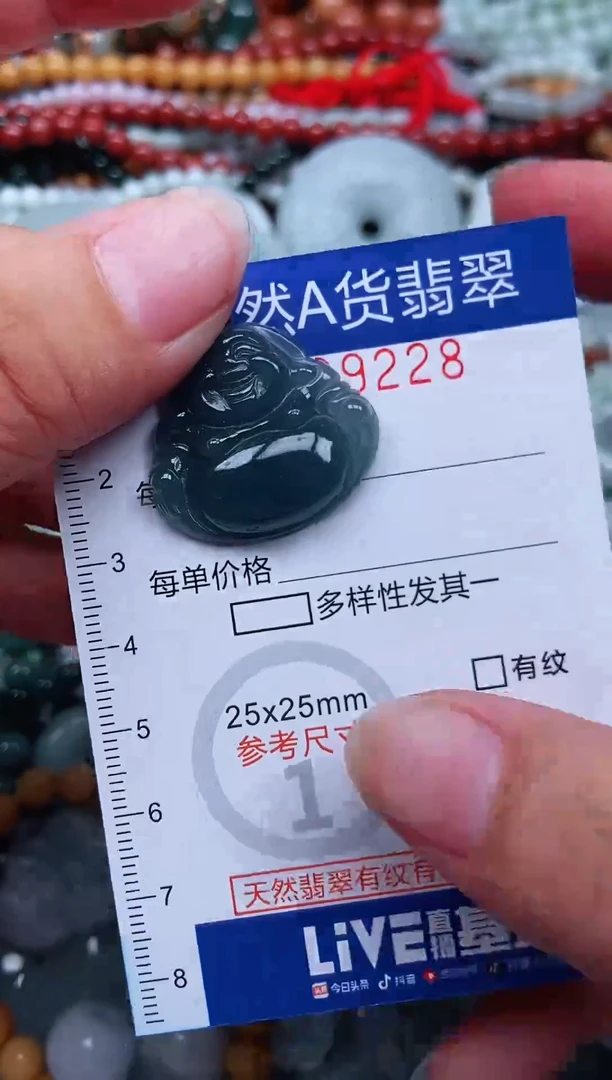 然A货翡翠
9228
每
2
3
每单价格
多样性发其一
4
有纹
25x25mm
5
参考尺寸
1
6
天然翡翠有纹有
7
LiVE直播基
8
今日头条 抖音